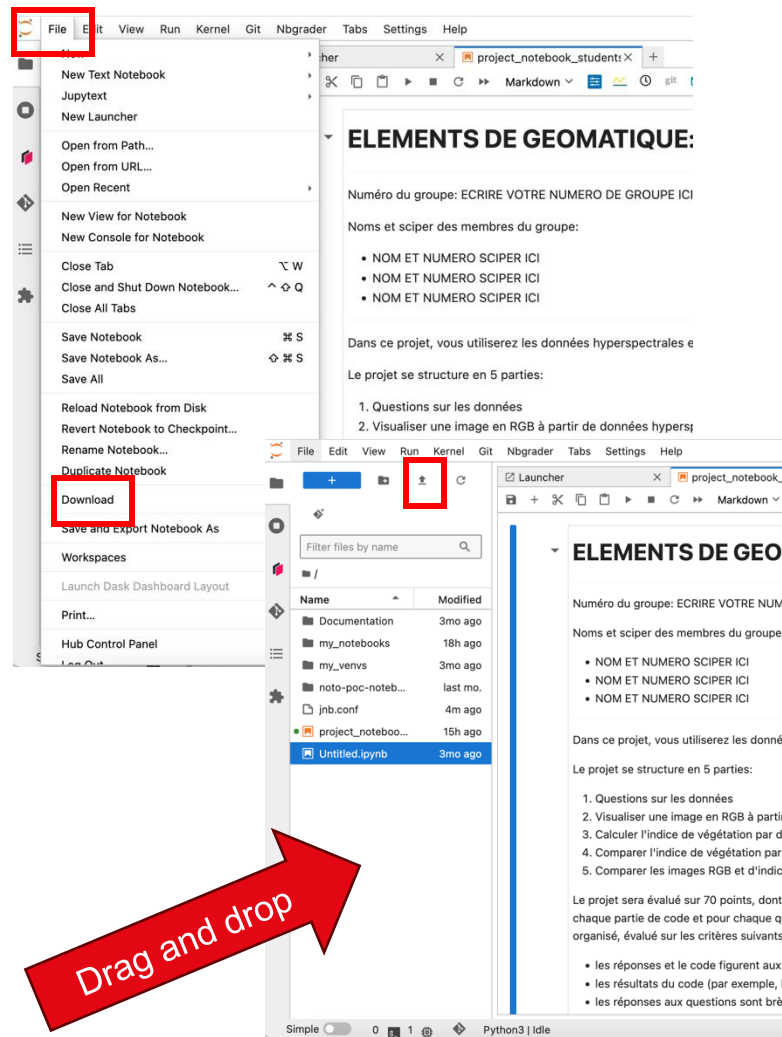 File Edit View Run Kernel Git Nbgrader Tabs Settings Help
New
New Text Notebook
Jupytext
New Launcher
Open from Path...
Open from URL...
Open Recent
New View for Notebook
New Console for Notebook
Close Tab ⌥ W
Close and Shut Down Notebook... ^ ⇧ Q
Close All Tabs
Save Notebook ⌘ S
Save Notebook As... ⇧ ⌘ S
Save All
Reload Notebook from Disk
Revert Notebook to Checkpoint...
Rename Notebook...
Duplicate Notebook
Download
Save and Export Notebook As
Workspaces
Launch Dask Dashboard Layout
Print...
Hub Control Panel
Log Out
cher project_notebook_students
Markdown git
ELEMENTS DE GEOMATIQUE:
Numéro du groupe: ECRIRE VOTRE NUMERO DE GROUPE ICI
Noms et sciper des membres du groupe:
• NOM ET NUMERO SCIPER ICI
• NOM ET NUMERO SCIPER ICI
• NOM ET NUMERO SCIPER ICI
Dans ce projet, vous utiliserez les données hyperspectrales e
Le projet se structure en 5 parties:
1. Questions sur les données
2. Visualiser une image en RGB à partir de données hypersp
File Edit View Run Kernel Git Nbgrader Tabs Settings Help
Filter files by name
/
Name Modified
Documentation 3mo ago
my_notebooks 18h ago
my_venvs 3mo ago
noto-poc-noteb... last mo.
jnb.conf 4m ago
project_noteboo... 15h ago
Untitled.ipynb 3mo ago
Launcher project_notebook_
Markdown
ELEMENTS DE GEO
Numéro du groupe: ECRIRE VOTRE NUM
Noms et sciper des membres du groupe
• NOM ET NUMERO SCIPER ICI
• NOM ET NUMERO SCIPER ICI
• NOM ET NUMERO SCIPER ICI
Dans ce projet, vous utiliserez les donné
Le projet se structure en 5 parties:
1. Questions sur les données
2. Visualiser une image en RGB à parti
3. Calculer l'indice de végétation par d
4. Comparer l'indice de végétation par
5. Comparer les images RGB et d'indic
Le projet sera évalué sur 70 points, dont
chaque partie de code et pour chaque q
organisé, évalué sur les critères suivants
• les réponses et le code figurent aux
• les résultats du code (par exemple,
• les réponses aux questions sont brè
Simple 0 1 Python3 | Idle
Drag and drop